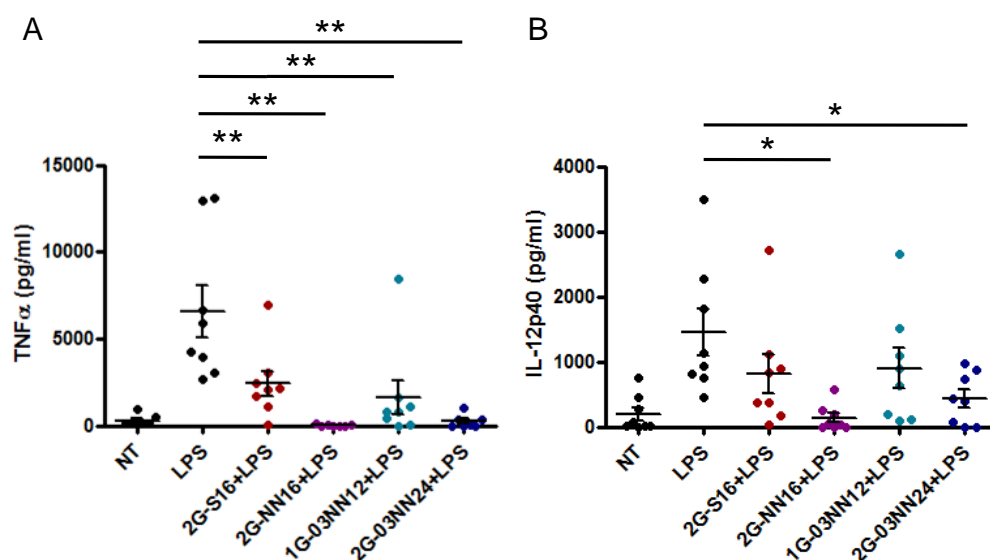 A
**
**
**
**
TNFα (pg/ml)
15000
10000
5000
0
NT
LPS
2G-S16+LPS
2G-NN16+LPS
1G-03NN12+LPS
2G-03NN24+LPS
B
*
*
IL-12p40 (pg/ml)
4000
3000
2000
1000
0
NT
LPS
2G-S16+LPS
2G-NN16+LPS
1G-03NN12+LPS
2G-03NN24+LPS